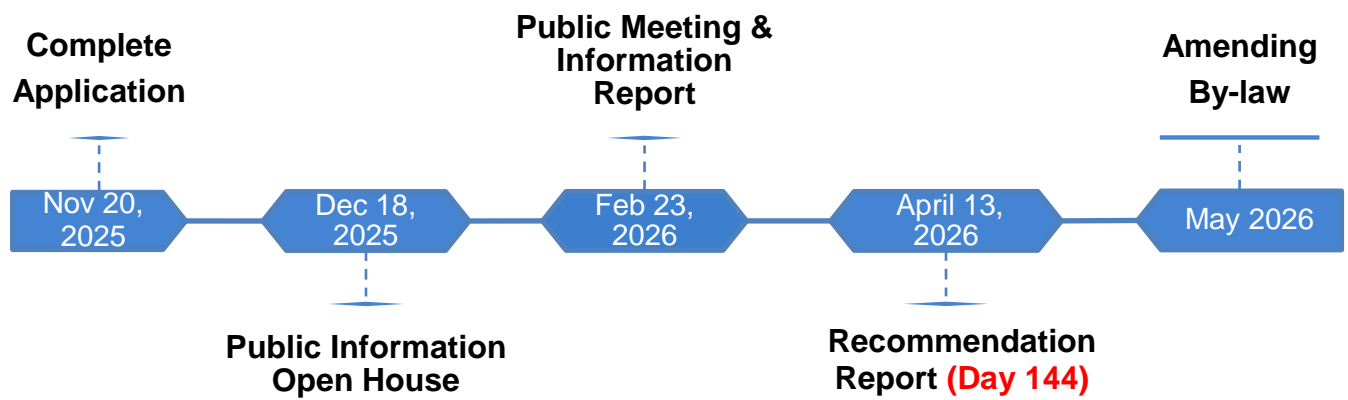 Complete
Application
Public Meeting &
Information
Report
Amending
By-law
Nov 20,
2025
Dec 18,
2025
Feb 23,
2026
April 13,
2026
May 2026
Public Information
Open House
Recommendation
Report (Day 144)